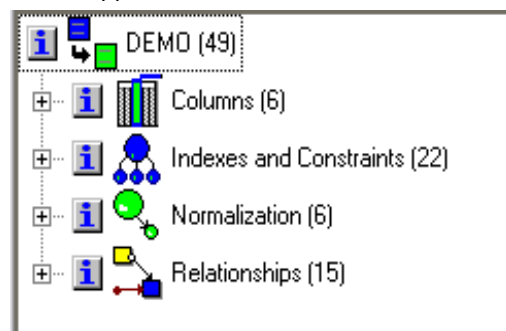 DEMO (49)
Columns (6)
Indexes and Constraints (22)
Normalization (6)
Relationships (15)